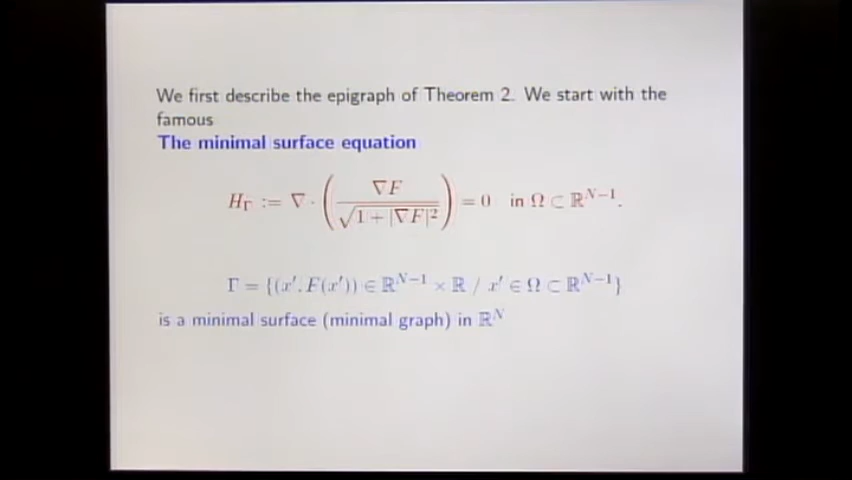 We first describe the epigraph of Theorem 2. We start with the
famous
The minimal surface equation
H_Γ := ∇ · ( ∇F / √(1 + |∇F|²) ) = 0 in Ω ⊂ ℝ^{N−1}.
Γ = {(x′, F(x′)) ∈ ℝ^{N−1} × ℝ / x′ ∈ Ω ⊂ ℝ^{N−1}}
is a minimal surface (minimal graph) in ℝ^N